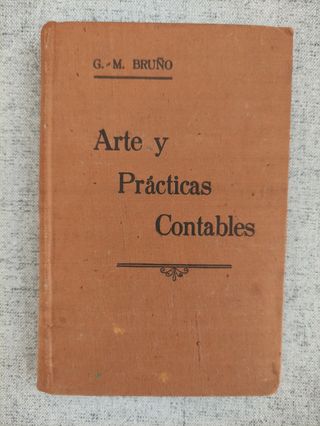 G.-M. BRUÑO
Arte y
Prácticas
Contables